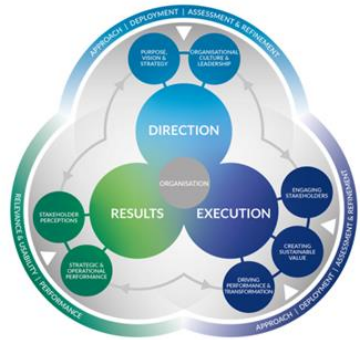 APPROACH | DEPLOYMENT | ASSESSMENT & REFINEMENT
PURPOSE,
VISION &
STRATEGY
ORGANISATIONAL
CULTURE &
LEADERSHIP
DIRECTION
ORGANISATION
RESULTS
EXECUTION
STAKEHOLDER
PERCEPTIONS
STRATEGIC &
OPERATIONAL
PERFORMANCE
ENGAGING
STAKEHOLDERS
CREATING
SUSTAINABLE
VALUE
DRIVING
PERFORMANCE &
TRANSFORMATION
RELEVANCE & USABILITY | PERFORMANCE
APPROACH | DEPLOYMENT | ASSESSMENT & REFINEMENT